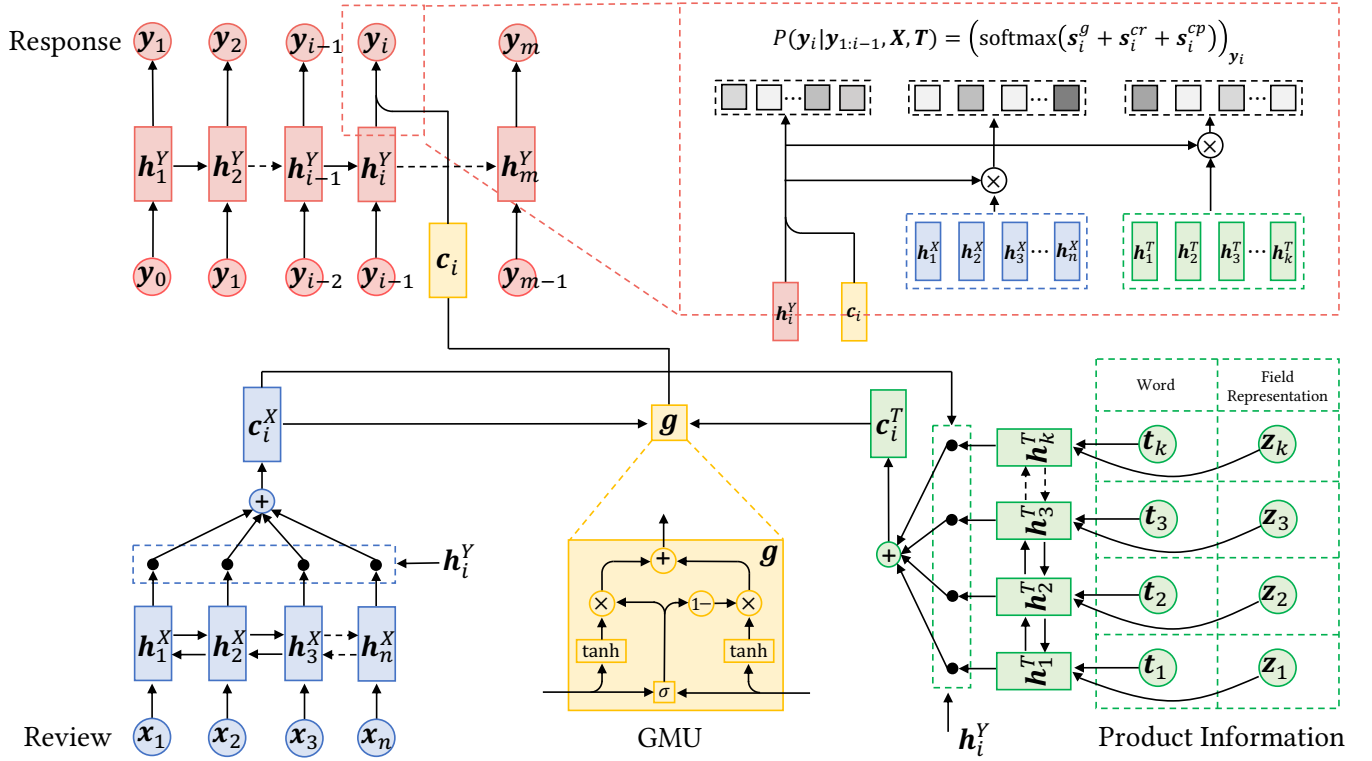 Response
y₁ y₂ yᵢ₋₁ yᵢ yₘ
h₁ʸ h₂ʸ hᵢ₋₁ʸ hᵢʸ hₘʸ
cᵢ
y₀ y₁ yᵢ₋₂ yᵢ₋₁ yₘ₋₁
P(yᵢ|y₁:ᵢ₋₁, X, T) = (softmax(sᵢᵍ + sᵢᶜʳ + sᵢᶜᵖ))_yᵢ
... ... ...
×
×
h₁ˣ h₂ˣ h₃ˣ ... hₙˣ
h₁ᵀ h₂ᵀ h₃ᵀ ... hₖᵀ
hᵢʸ cᵢ
cᵢˣ
g
cᵢᵀ
Word
Field
Representation
hₖᵀ tₖ zₖ
h₃ᵀ t₃ z₃
h₂ᵀ t₂ z₂
h₁ᵀ t₁ z₁
+
+
hᵢʸ
h₁ˣ h₂ˣ h₃ˣ hₙˣ
x₁ x₂ x₃ xₙ
Review
g
+
× 1− ×
tanh tanh
σ
GMU
hᵢʸ
Product Information